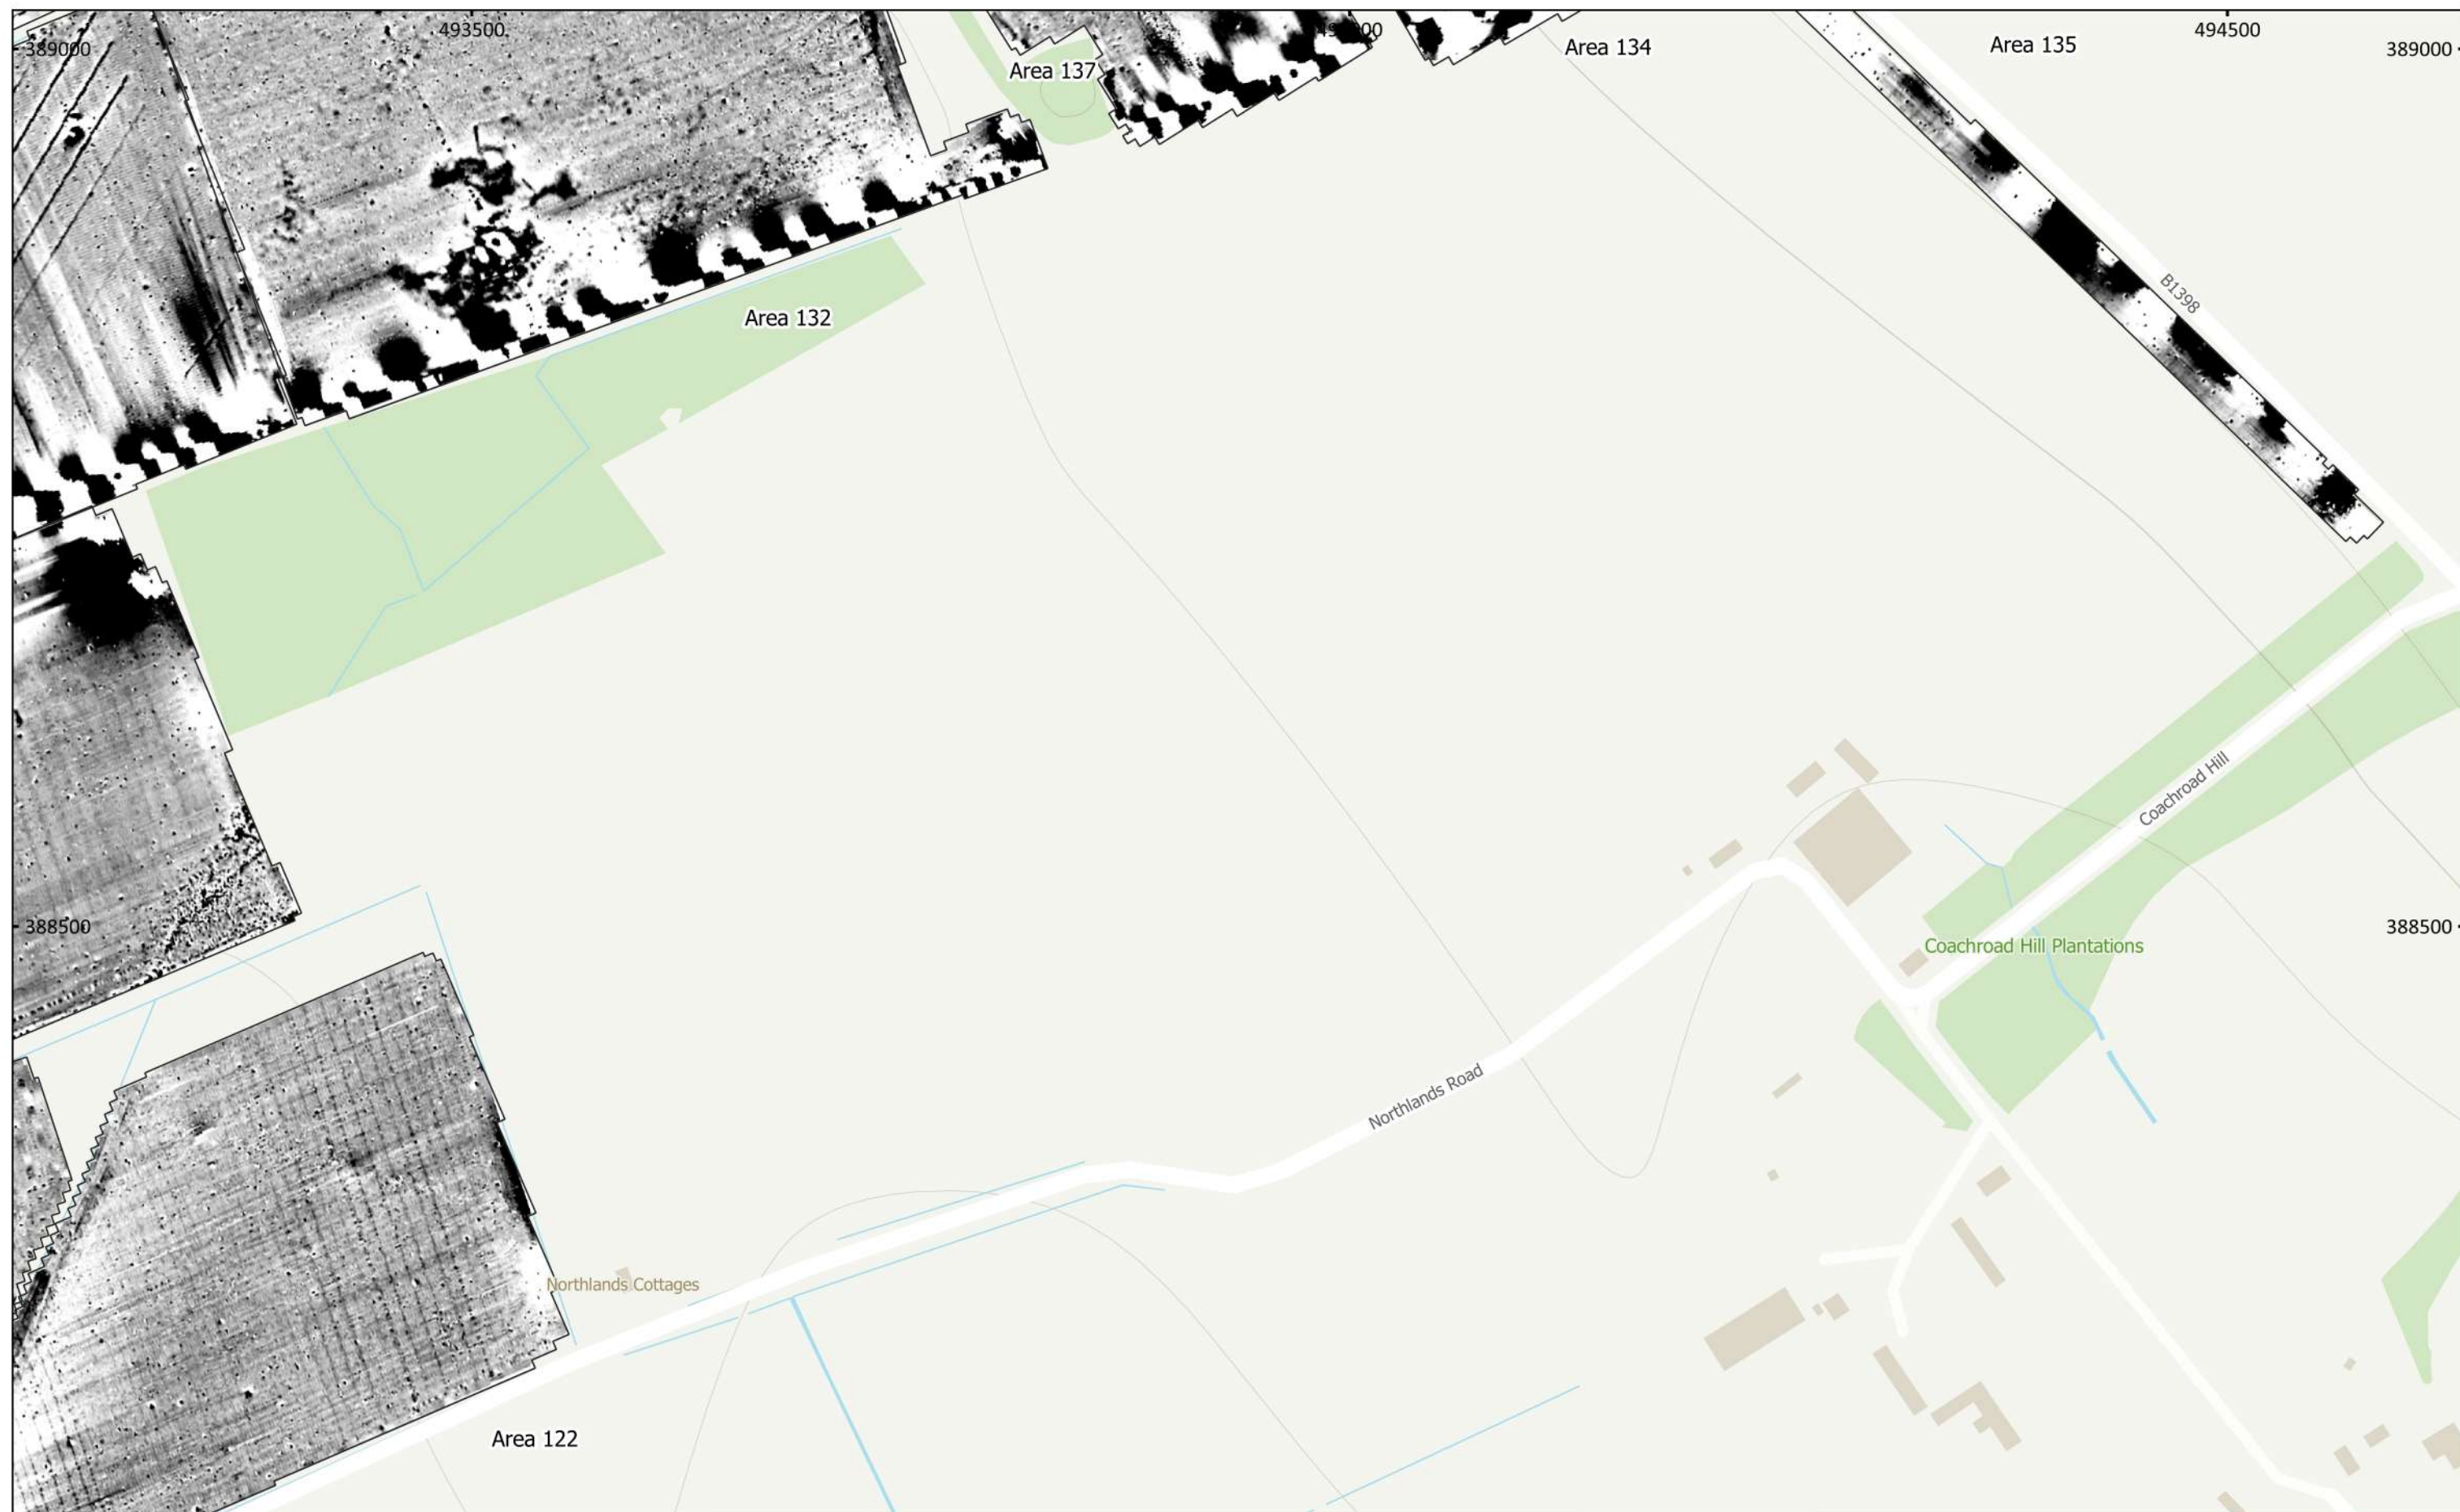 493500
494500
389000
389000
Area 134
Area 135
Area 137
B1398
Area 132
Coachroad Hill
388500
388500
Coachroad Hill Plantations
Northlands Road
Northlands Cottages
Area 122